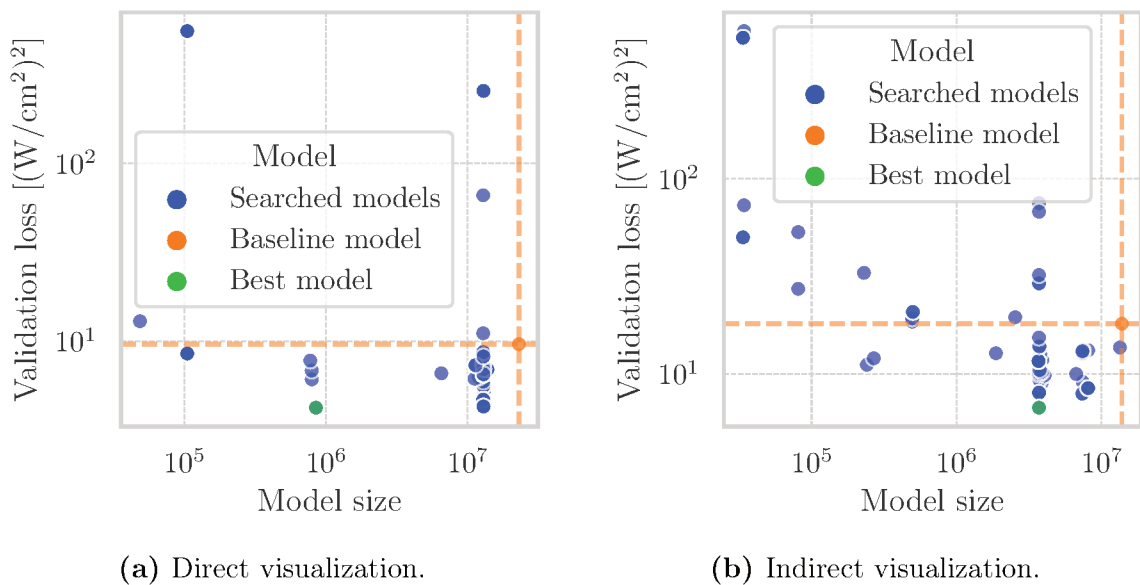 Validation loss [(W/cm²)²]
10²
10¹
Model
Searched models
Baseline model
Best model
10⁵ 10⁶ 10⁷
Model size
(a) Direct visualization.
Validation loss [(W/cm²)²]
10²
10¹
Model
Searched models
Baseline model
Best model
10⁵ 10⁶ 10⁷
Model size
(b) Indirect visualization.